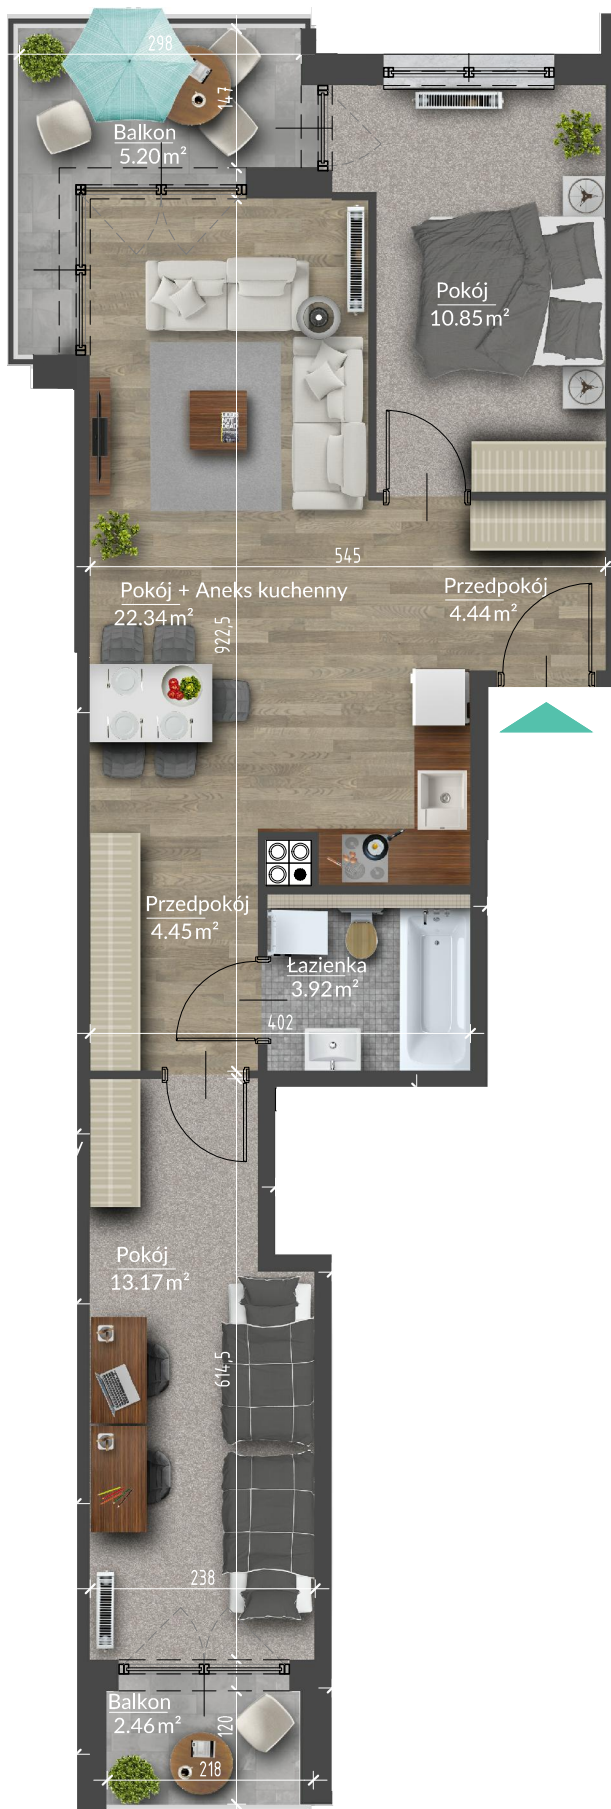 298
147
Balkon
5.20 m²
Pokój
10.85 m²
545
Pokój + Aneks kuchenny
22.34 m²
922,5
Przedpokój
4.44 m²
Przedpokój
4.45 m²
Łazienka
3.92 m²
402
Pokój
13.17 m²
614,5
238
Balkon
2.46 m²
120
218